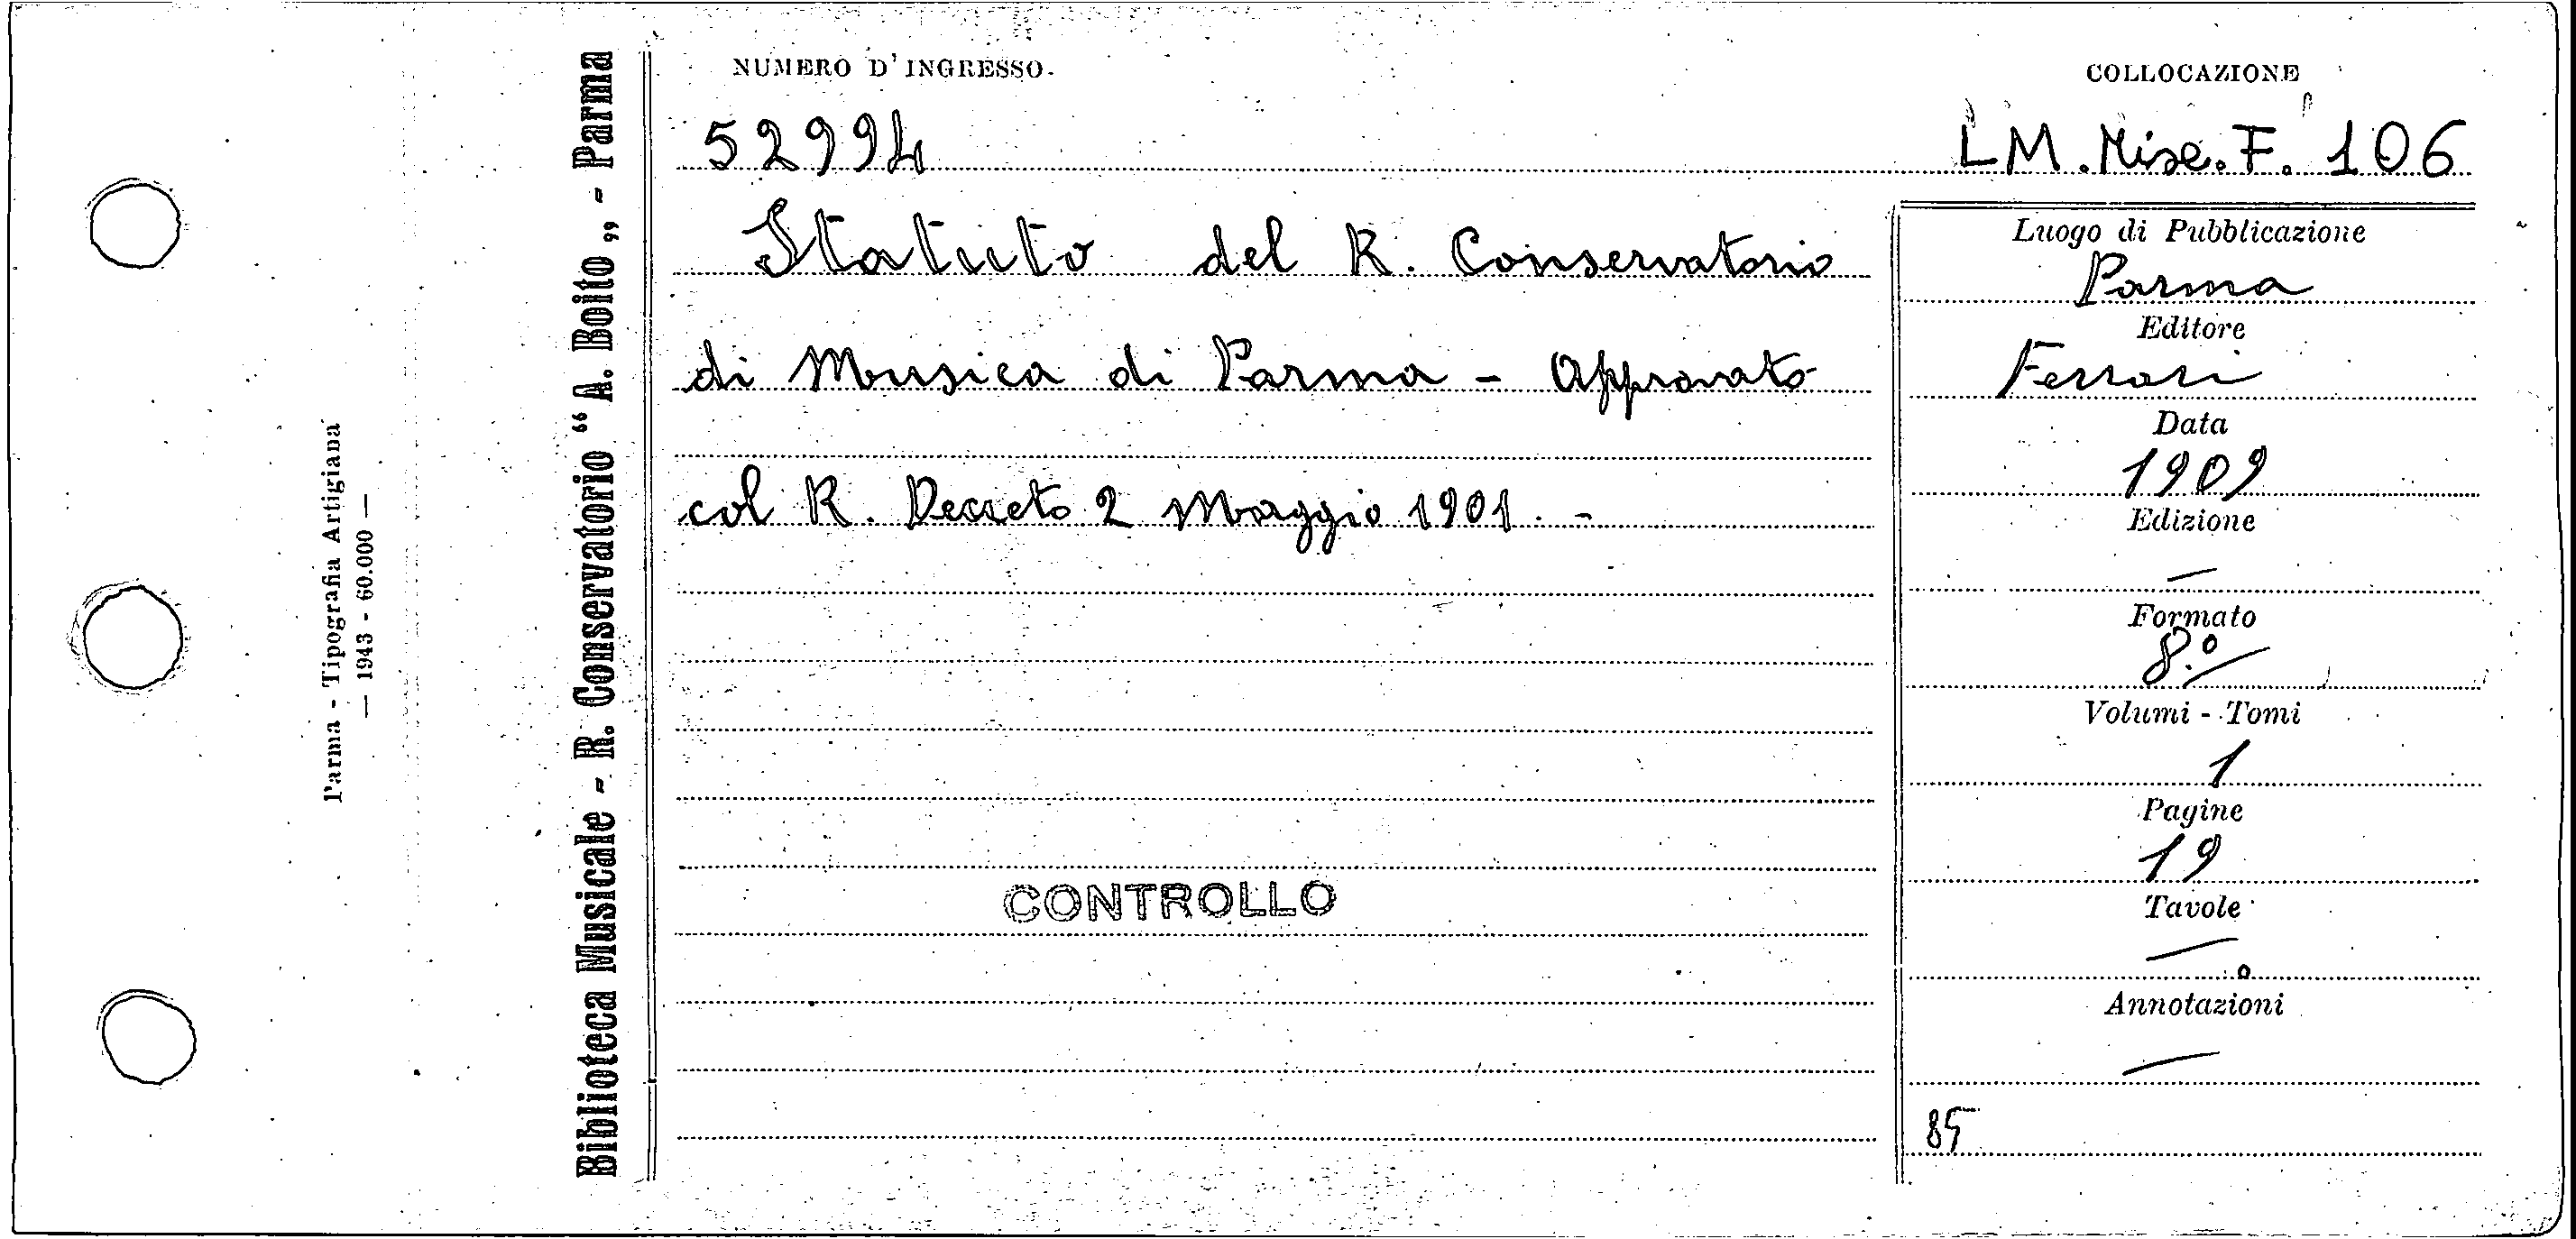 Parma - Tipografia Artigiana
— 1943 - 60.000 —
Biblioteca Musicale - R. Conservatorio “A. Boito„ - Parma
NUMERO D'INGRESSO.
52994
COLLOCAZIONE
LM. Misc. F. 106
Statuto del R. Conservatorio
di Musica di Parma - Approvato
col R. Decreto 2 Maggio 1901. -
CONTROLLO
Luogo di Pubblicazione
Parma
Editore
Ferrari
Data
1909
Edizione
—
Formato
8.º
Volumi - Tomi
1
Pagine
19
Tavole
—
Annotazioni
—
85